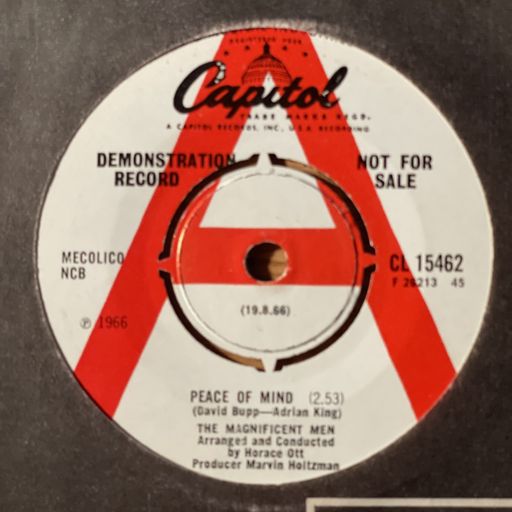 REGISTERED USER
Capitol
TRADE MARKS REGD.
A CAPITOL RECORDS, INC., U.S.A. RECORDING
DEMONSTRATION RECORD
NOT FOR SALE
A
MECOLICO
NCB
CL 15462
F 28213 45
(19.8.66)
℗ 1966
PEACE OF MIND (2.53)
(David Bupp—Adrian King)
THE MAGNIFICENT MEN
Arranged and Conducted
by Horace Ott
Producer Marvin Holtzman